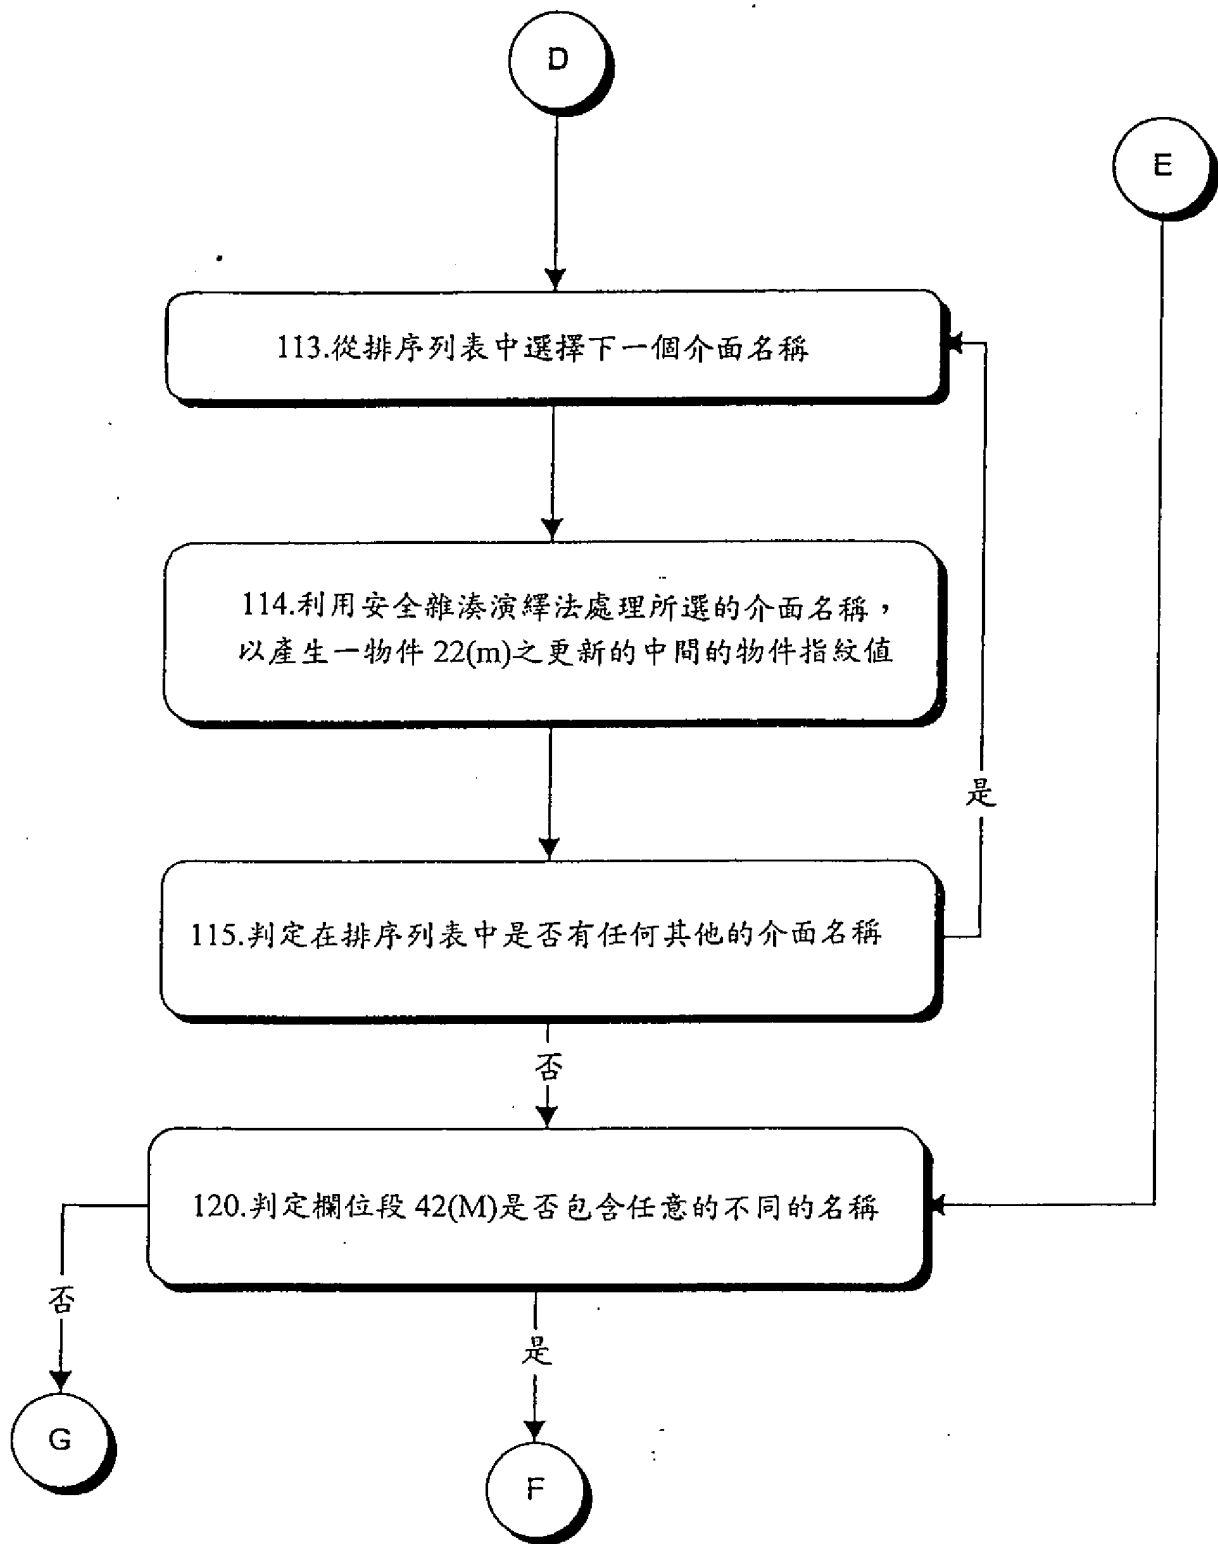 D
E
113.從排序列表中選擇下一個介面名稱
114.利用安全雜湊演繹法處理所選的介面名稱，
以產生一物件 22(m)之更新的中間的物件指紋值
是
115.判定在排序列表中是否有任何其他的介面名稱
否
120.判定欄位段 42(M)是否包含任意的不同的名稱
否
是
G
F